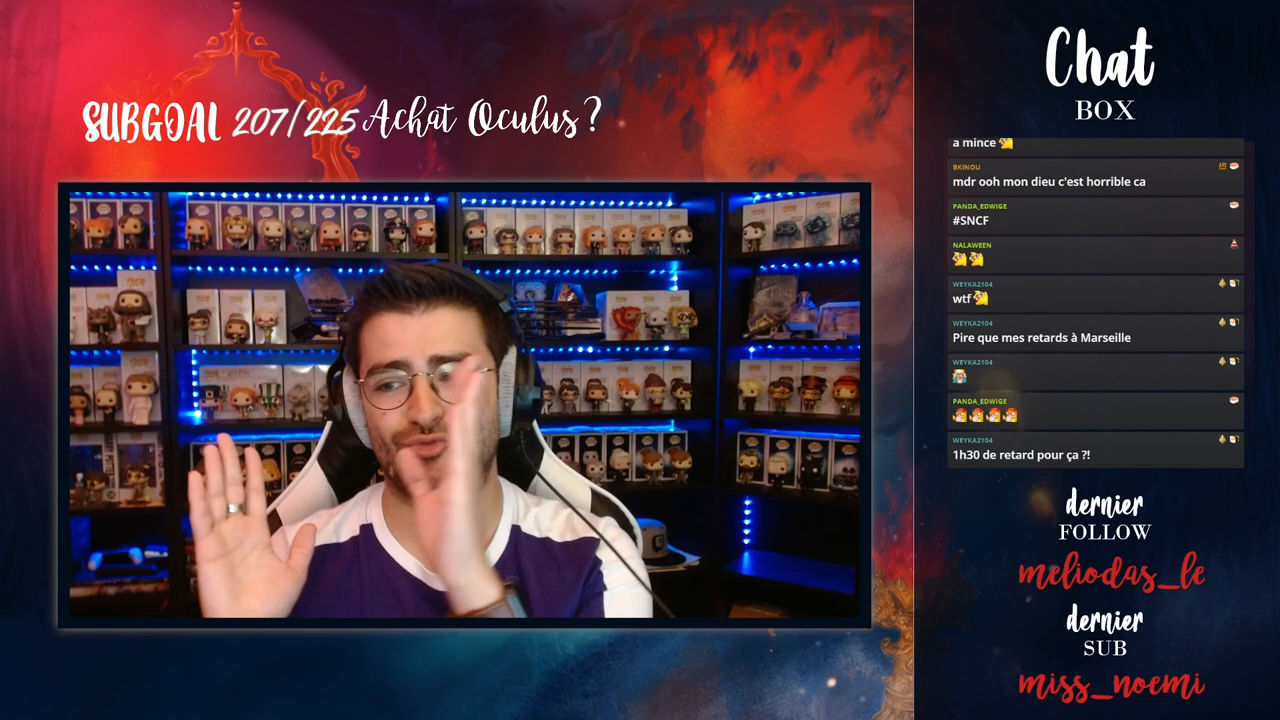 SUBGOAL 207/225 Achat Oculus ?
Chat
BOX
a mince
BKINOU
mdr ooh mon dieu c'est horrible ca
PANDA_EDWIGE
#SNCF
NALAWEEN
WEYKA2104
wtf
WEYKA2104
Pire que mes retards à Marseille
WEYKA2104
PANDA_EDWIGE
WEYKA2104
1h30 de retard pour ça ?!
dernier
FOLLOW
meliodas_le
dernier
SUB
miss_noemi